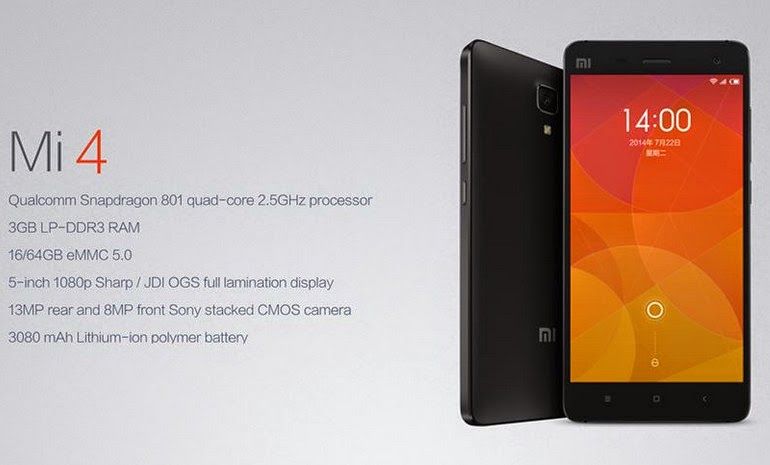 Mi 4
Qualcomm Snapdragon 801 quad-core 2.5GHz processor
3GB LP-DDR3 RAM
16/64GB eMMC 5.0
5-inch 1080p Sharp / JDI OGS full lamination display
13MP rear and 8MP front Sony stacked CMOS camera
3080 mAh Lithium-ion polymer battery
MI
14:00
2014年7月22日
星期二
MI